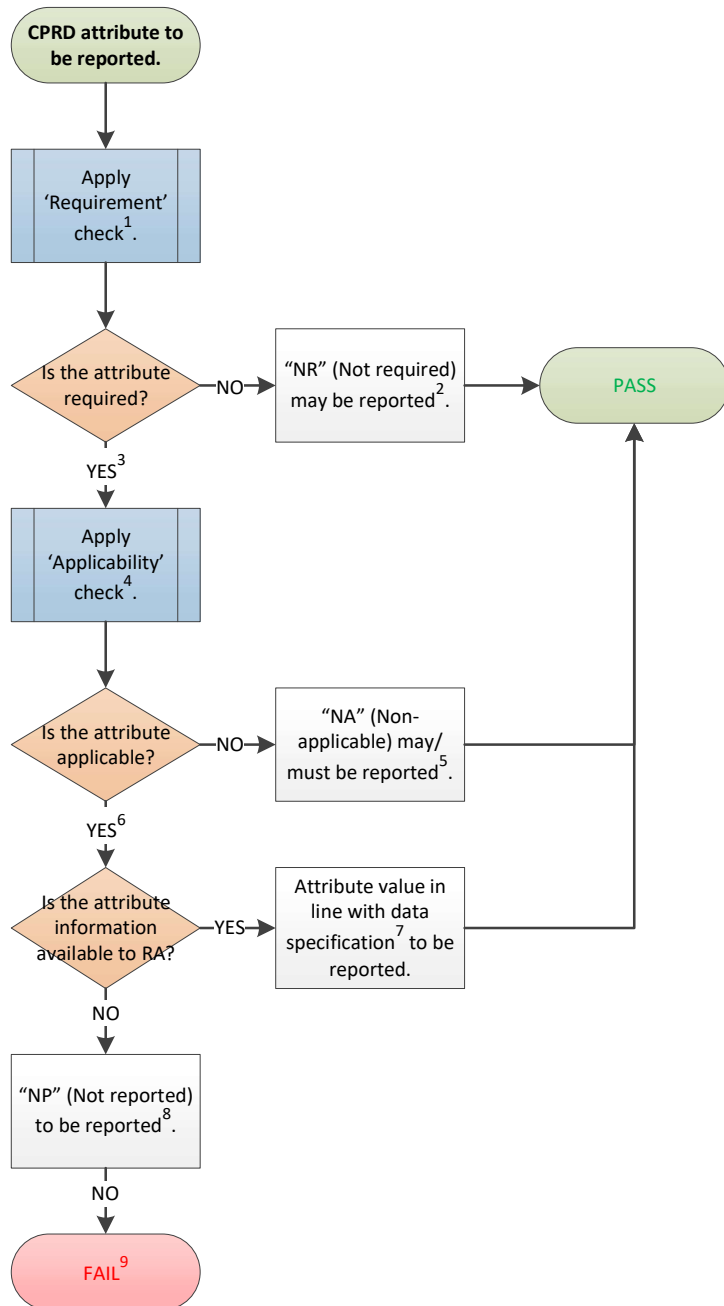 CPRD attribute to
be reported.
Apply
‘Requirement’
check1.
Is the attribute
required?
NO
“NR” (Not required)
may be reported2.
PASS
YES3
Apply
‘Applicability’
check4.
Is the attribute
applicable?
NO
“NA” (Non-
applicable) may/
must be reported5.
YES6
Is the attribute
information
available to RA?
YES
Attribute value in
line with data
specification7 to be
reported.
NO
“NP” (Not reported)
to be reported8.
NO
FAIL9